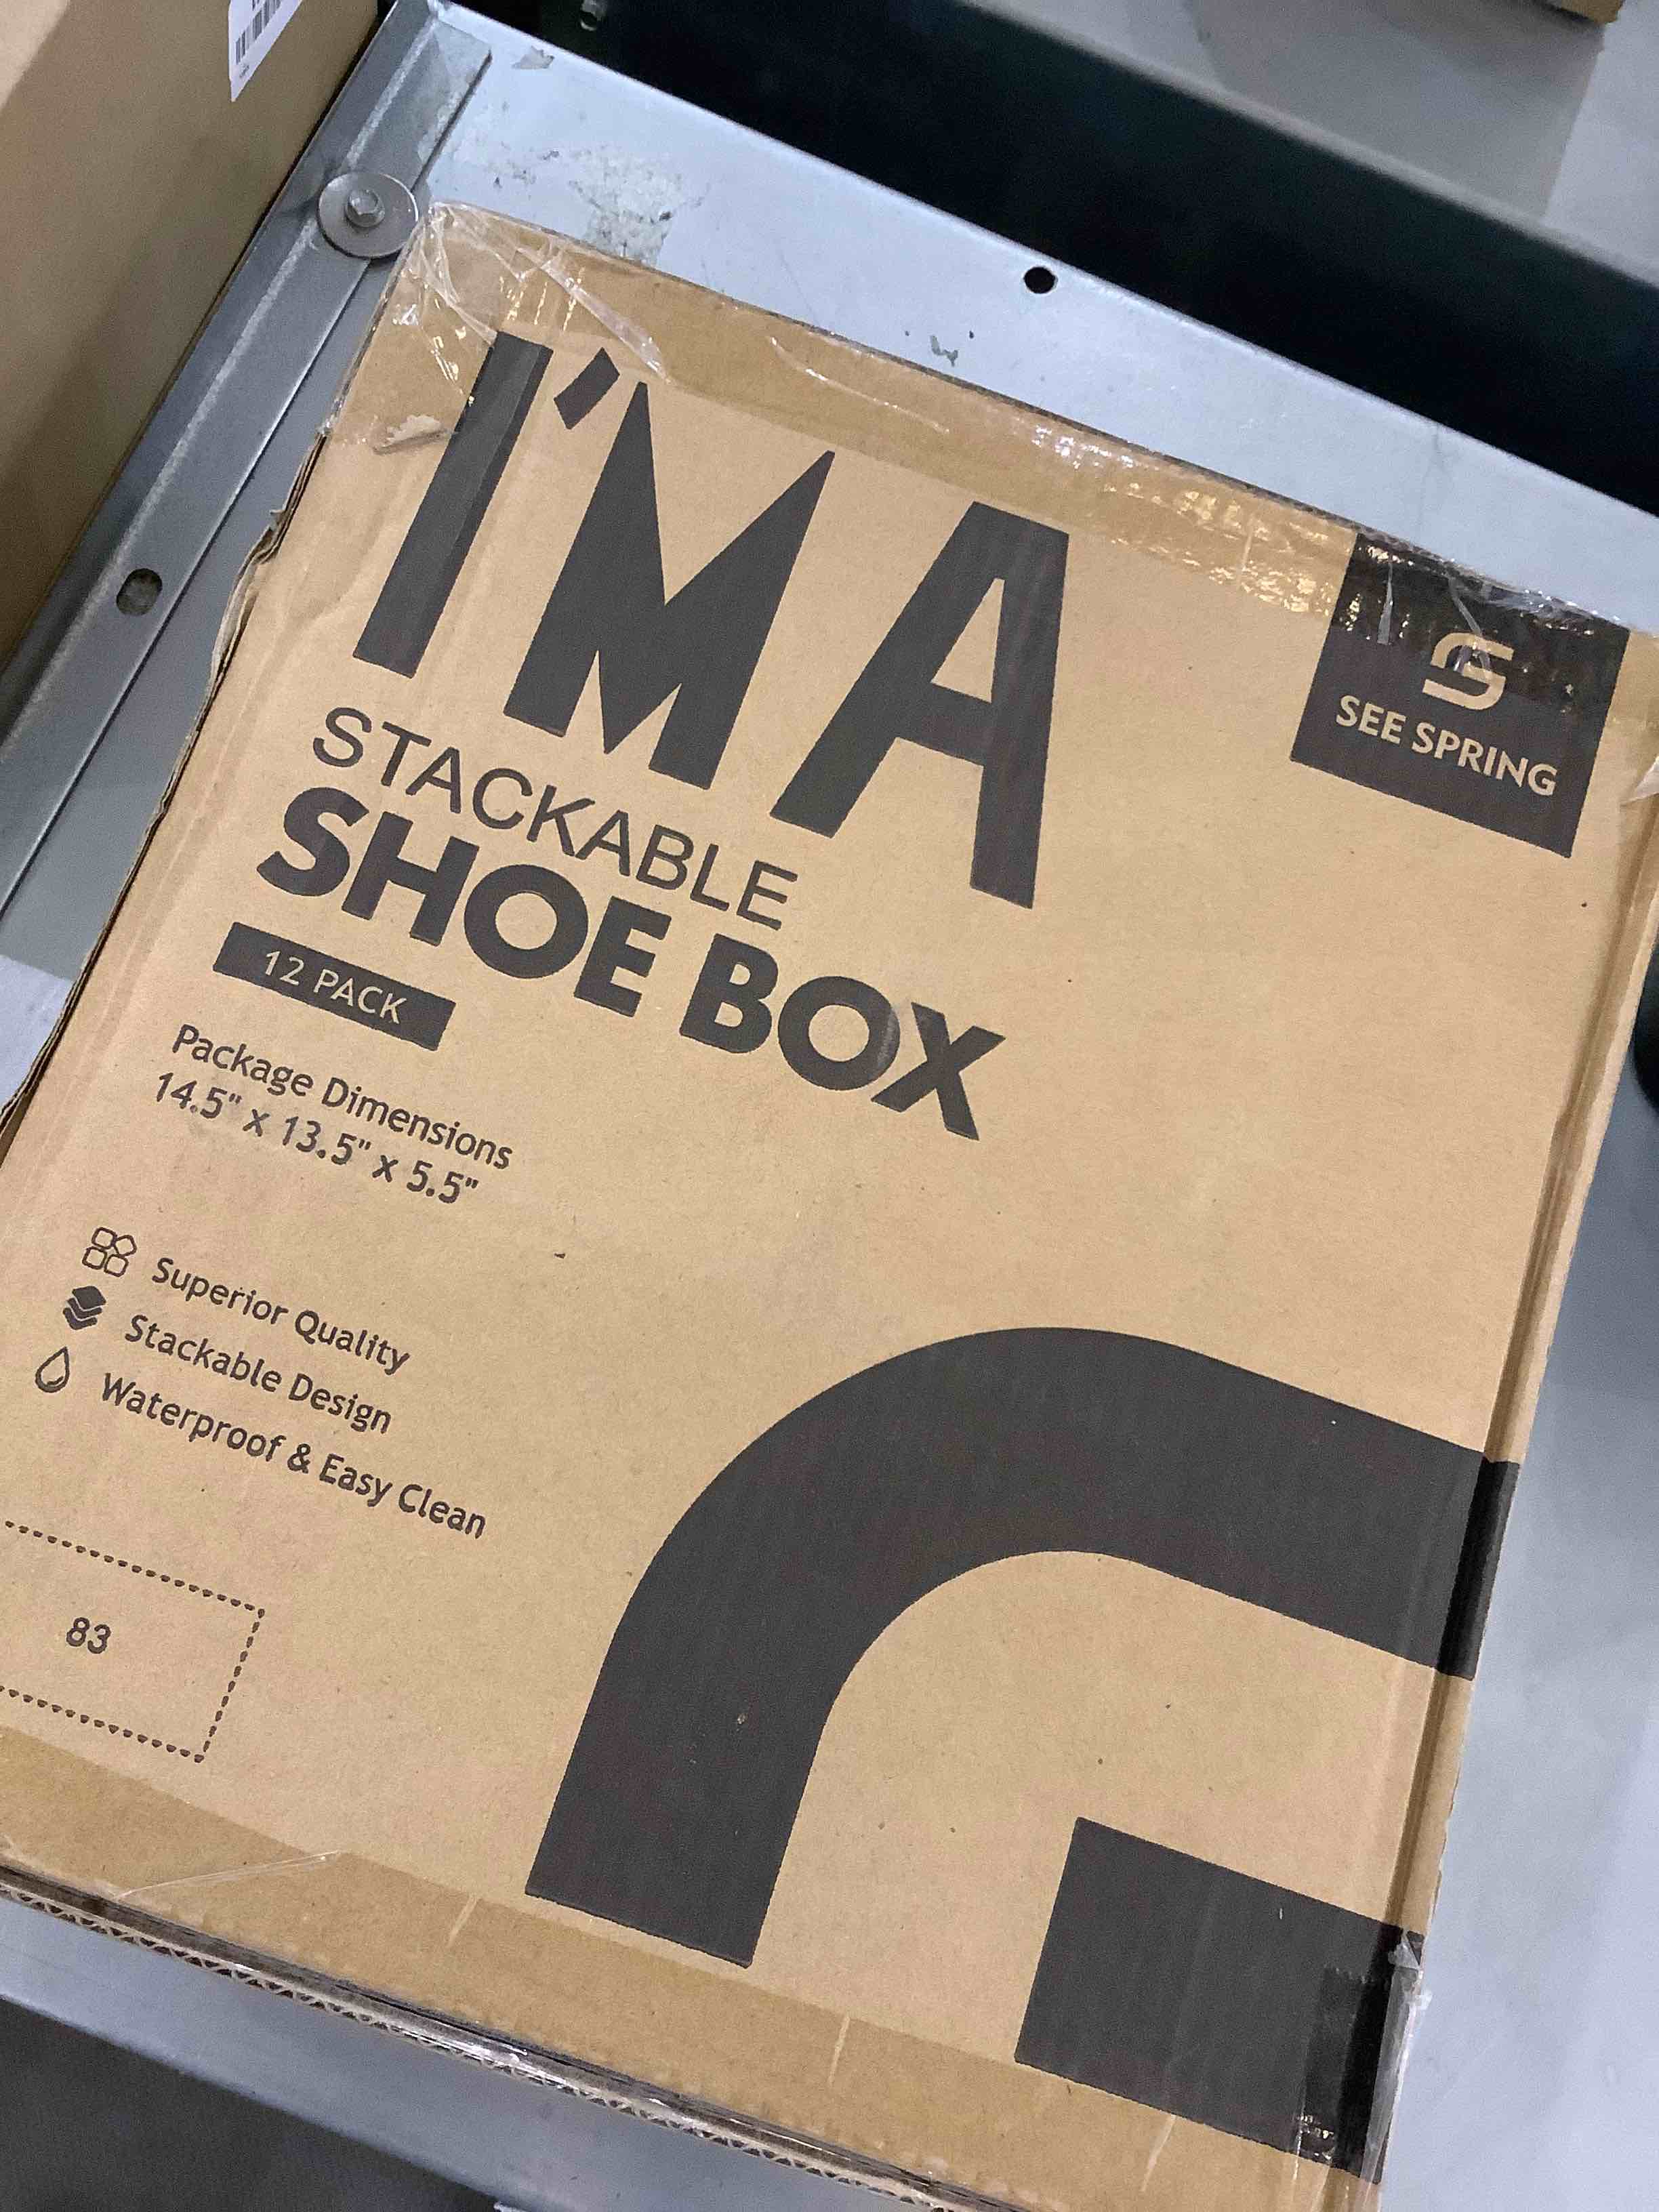 I'M A
STACKABLE
SHOE BOX
12 PACK
Package Dimensions
14.5" x 13.5" x 5.5"
Superior Quality
Stackable Design
Waterproof & Easy Clean
83
SEE SPRING